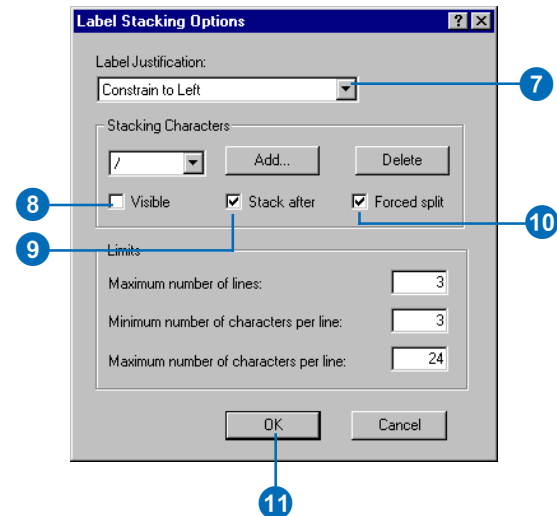 Label Stacking Options
Label Justification:
Constrain to Left
7
Stacking Characters
/ Add... Delete
8 Visible Stack after Forced split
9 10
Limits
Maximum number of lines: 3
Minimum number of characters per line: 3
Maximum number of characters per line: 24
OK Cancel
11